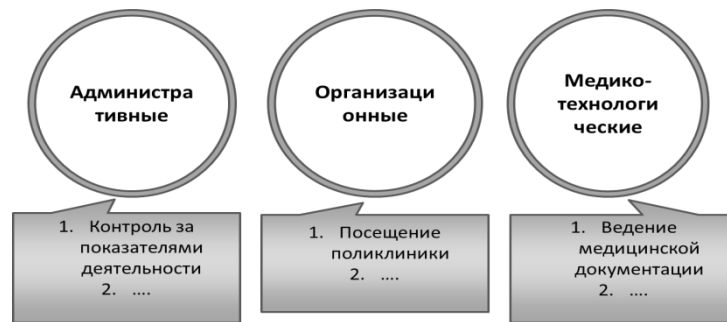 Администра
тивные
Организаци
онные
Медико-
технологи
ческие
1. Контроль за
показателями
деятельности
2. ....
1. Посещение
поликлиники
2. ....
1. Ведение
медицинской
документации
2. ....